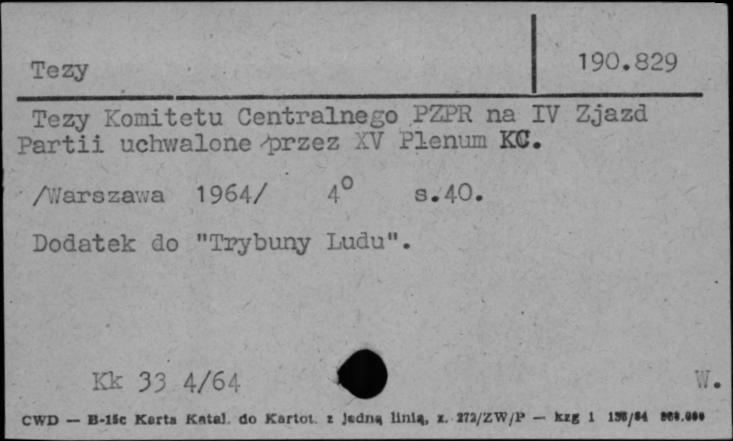 Tezy
190.829
Tezy Komitetu Centralnego PZPR na IV Zjazd
Partii uchwalone przez XV Plenum KC.
/Warszawa 1964/ 4° s.40.
Dodatek do "Trybuny Ludu".
Kk 33 4/64
W.
CWD — B-15c Karta Katal. do Kartot. z jedną linią, z. 272/ZW/P — kzg 1